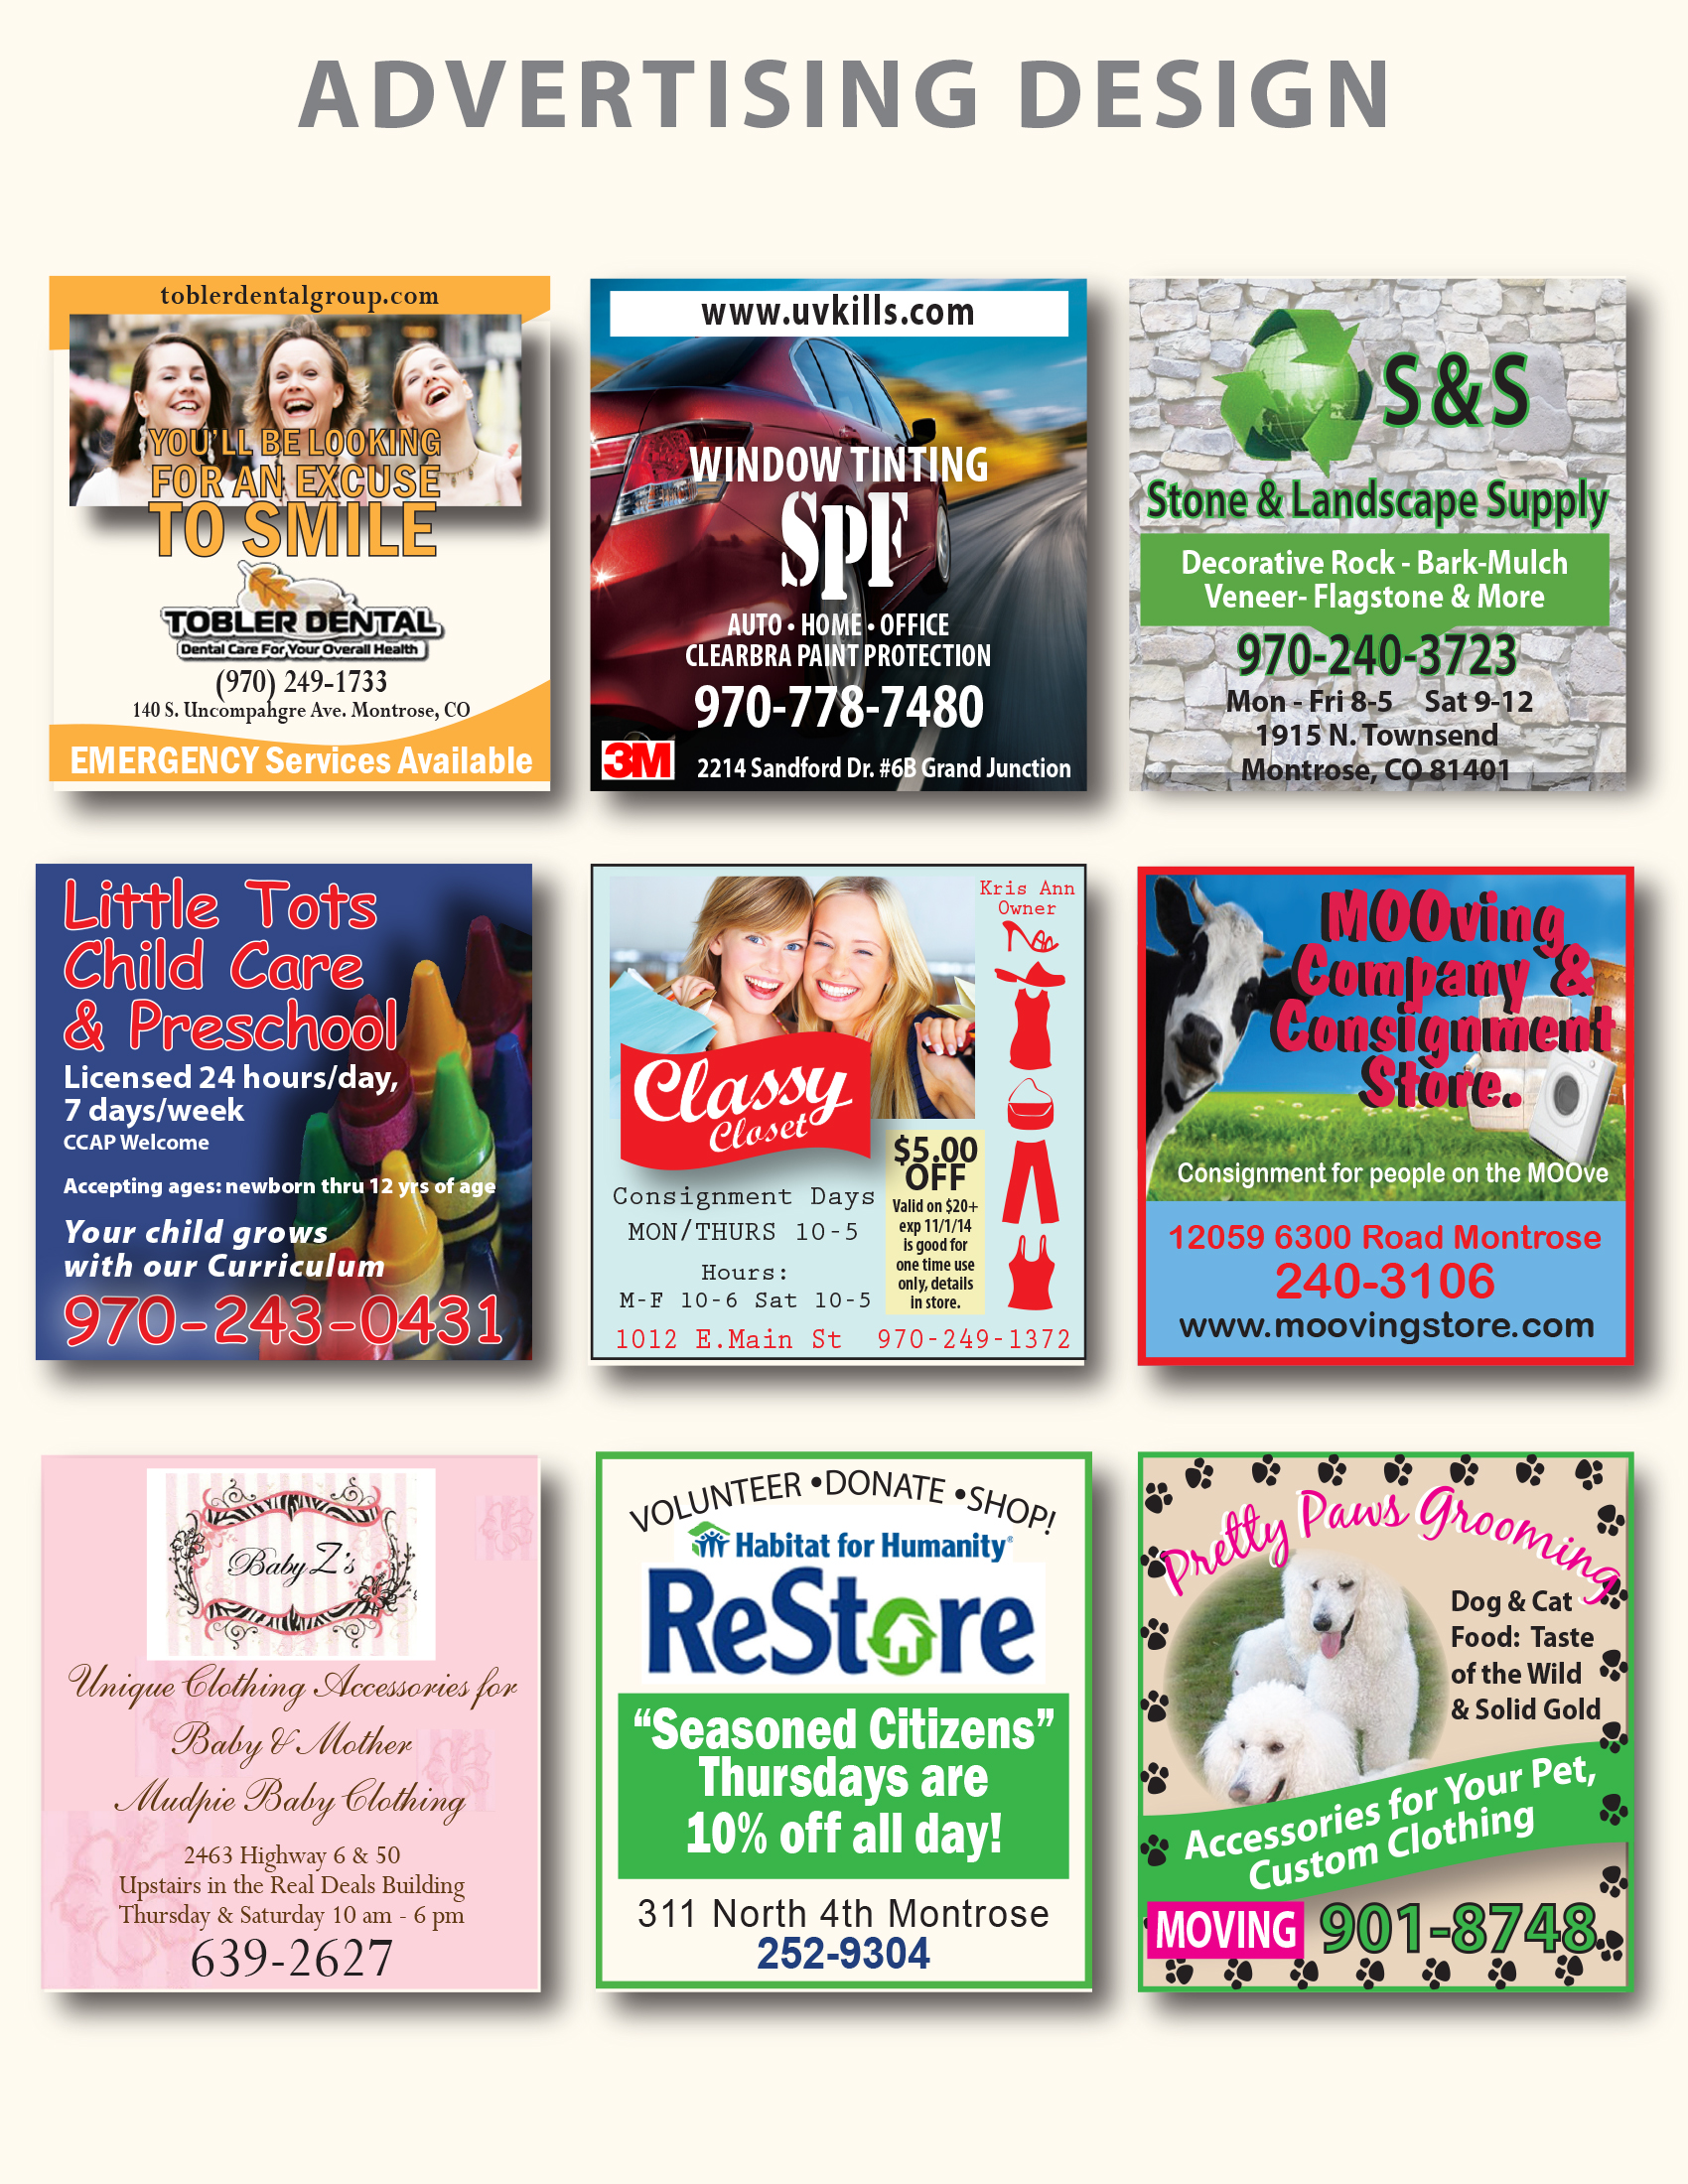 ADVERTISING DESIGN
toblerdentalgroup.com
YOU'LL BE LOOKING
FOR AN EXCUSE
TO SMILE
TOBLER DENTAL
Dental Care For Your Overall Health
(970) 249-1733
140 S. Uncompahgre Ave. Montrose, CO
EMERGENCY Services Available
www.uvkills.com
WINDOW TINTING
SPF
AUTO • HOME • OFFICE
CLEARBRA PAINT PROTECTION
970-778-7480
3M
2214 Sandford Dr. #6B Grand Junction
S & S
Stone & Landscape Supply
Decorative Rock - Bark-Mulch
Veneer- Flagstone & More
970-240-3723
Mon - Fri 8-5 Sat 9-12
1915 N. Townsend
Montrose, CO 81401
Little Tots
Child Care
& Preschool
Licensed 24 hours/day,
7 days/week
CCAP Welcome
Accepting ages: newborn thru 12 yrs of age
Your child grows
with our Curriculum
970-243-0431
Kris Ann
Owner
Classy
Closet
$5.00
OFF
Valid on $20+
exp 11/1/14
is good for
one time use
only, details
in store.
Consignment Days
MON/THURS 10-5
Hours:
M-F 10-6 Sat 10-5
1012 E.Main St 970-249-1372
MOOving
Company &
Consignment
Store.
Consignment for people on the MOOve
12059 6300 Road Montrose
240-3106
www.moovingstore.com
Baby Z's
Unique Clothing Accessories for
Baby & Mother
Mudpie Baby Clothing
2463 Highway 6 & 50
Upstairs in the Real Deals Building
Thursday & Saturday 10 am - 6 pm
639-2627
VOLUNTEER •DONATE •SHOP!
Habitat for Humanity®
ReStore
“Seasoned Citizens”
Thursdays are
10% off all day!
311 North 4th Montrose
252-9304
Pretty Paws Grooming
Dog & Cat
Food: Taste
of the Wild
& Solid Gold
Accessories for Your Pet,
Custom Clothing
MOVING 901-8748